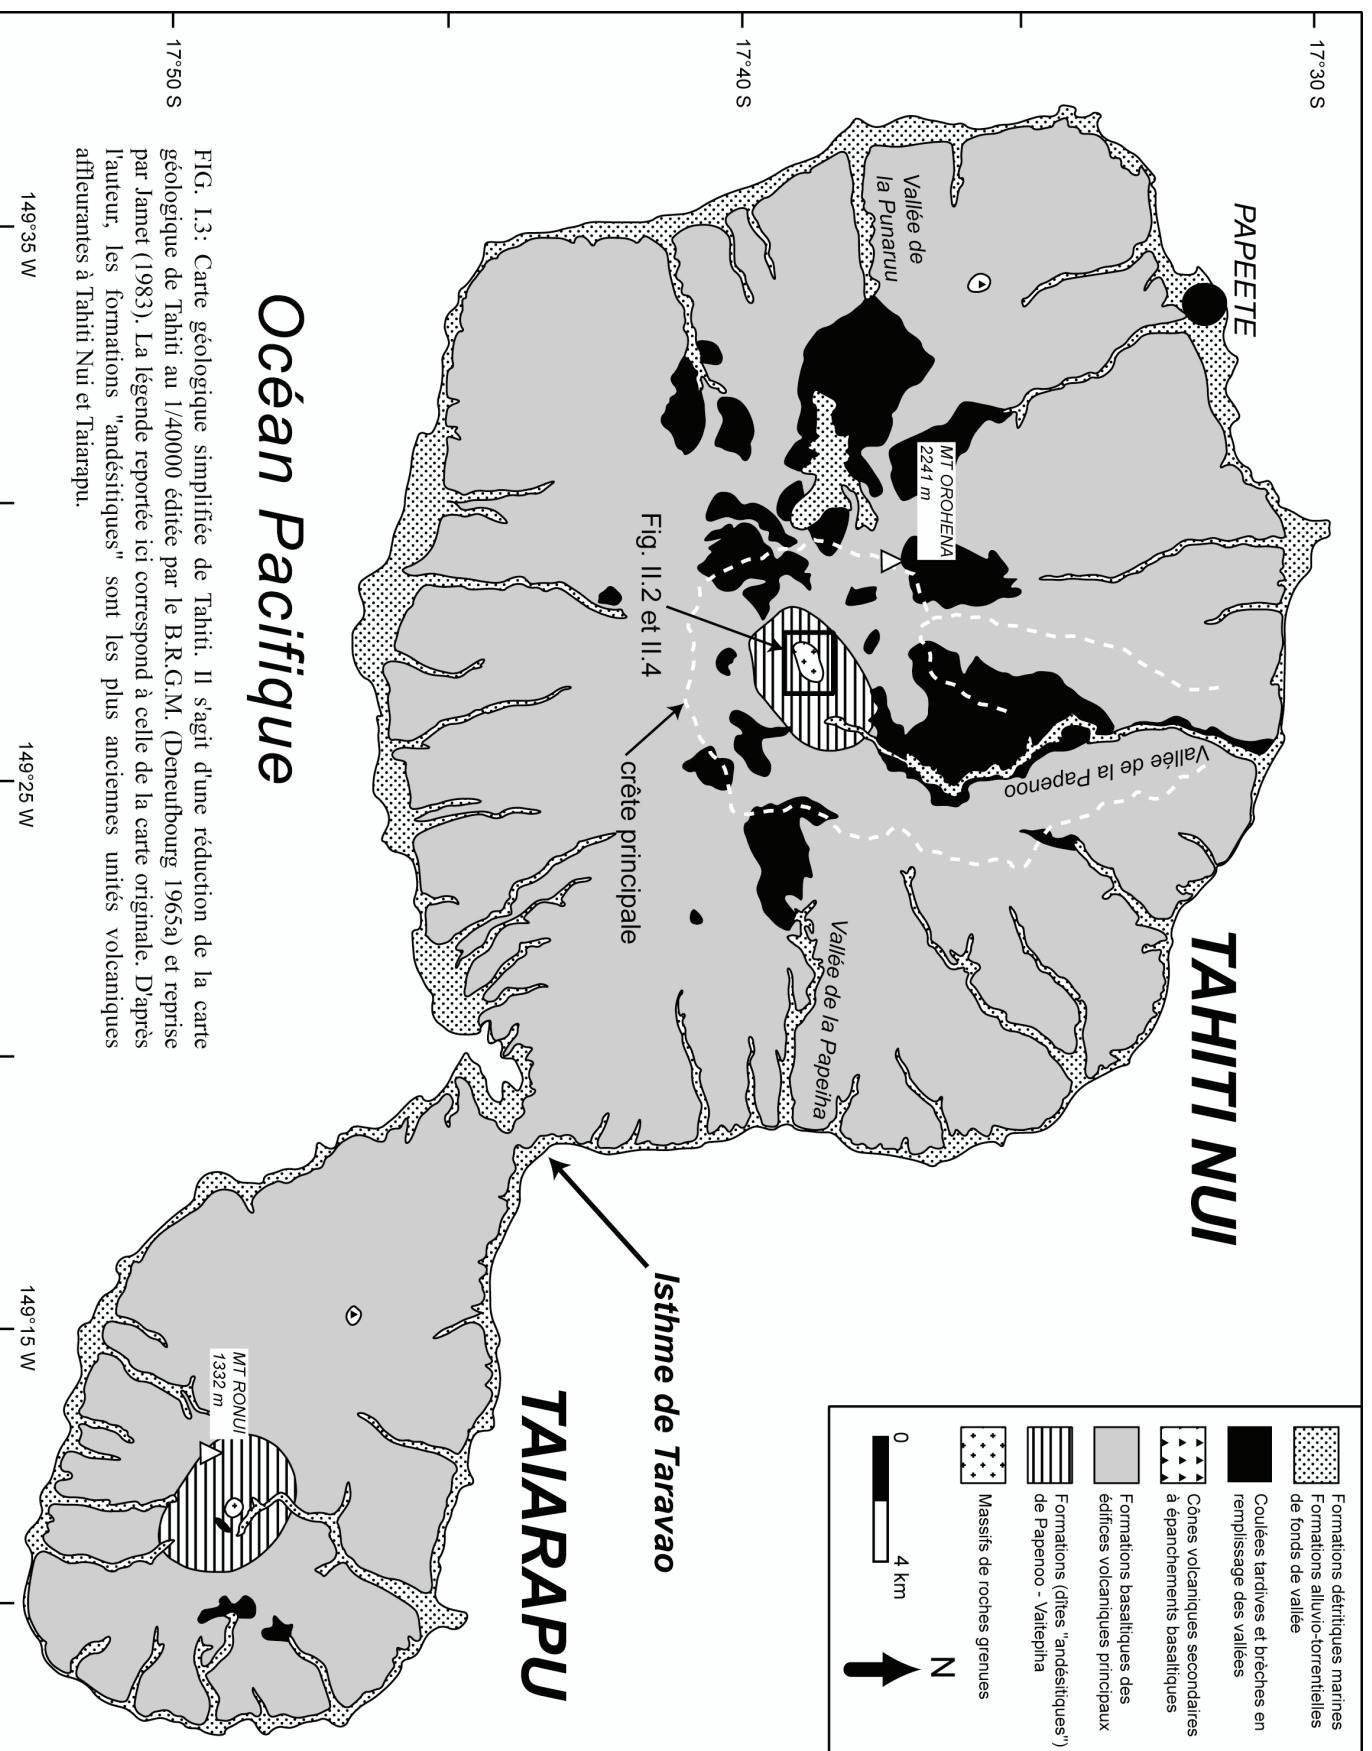 TAHITI NUI
PAPEETE
Vallée de
la Punaruu
MT OROHENA
2241 m
Vallée de la Papenoo
Vallée de la Papeiha
Fig. II.2 et II.4
crête principale
Océan Pacifique
Isthme de Taravao
TAIARAPU
MT RONUI
1332 m
17°30 S
17°40 S
17°50 S
149°35 W
149°25 W
149°15 W
Formations détritiques marines
Formations alluvio-torrentielles
de fonds de vallée
Coulées tardives et brèches en
remplissage des vallées
Cônes volcaniques secondaires
à épanchements basaltiques
Formations basaltiques des
édifices volcaniques principaux
Formations (dîtes "andésitiques")
de Papenoo - Vaitepiha
Massifs de roches grenues
0
4 km
N
FIG. I.3: Carte géologique simplifiée de Tahiti. Il s'agit d'une réduction de la carte
géologique de Tahiti au 1/40000 éditée par le B.R.G.M. (Deneufbourg 1965a) et reprise
par Jamet (1983). La légende reportée ici correspond à celle de la carte originale. D'après
l'auteur, les formations "andésitiques" sont les plus anciennes unités volcaniques
affleurantes à Tahiti Nui et Taiarapu.